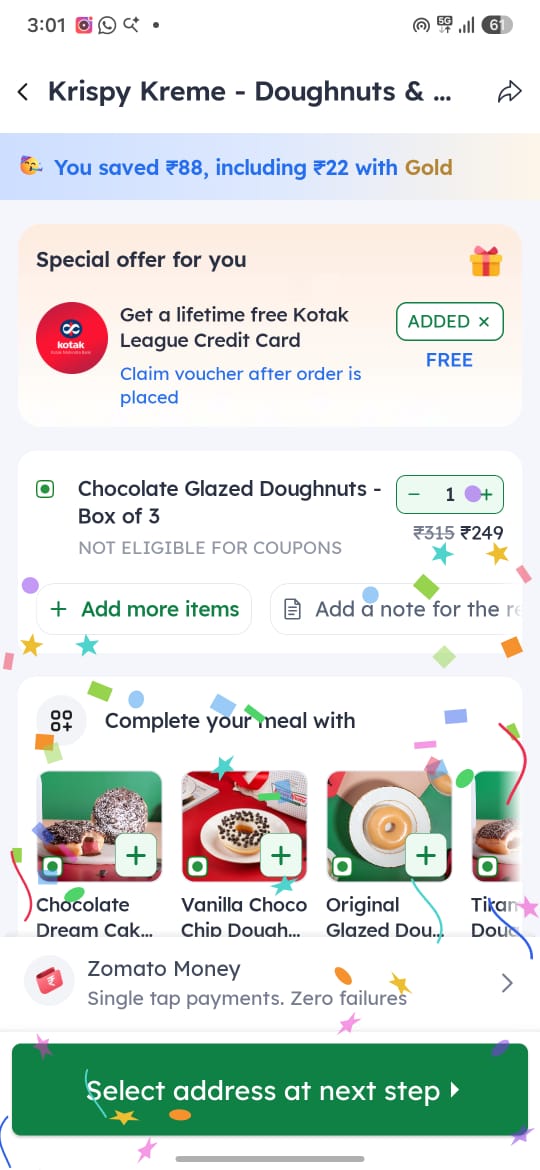 3:01
5G
61
Krispy Kreme - Doughnuts & ...
You saved ₹88, including ₹22 with Gold
Special offer for you
kotak
Get a lifetime free Kotak
League Credit Card
Claim voucher after order is
placed
ADDED ×
FREE
Chocolate Glazed Doughnuts -
Box of 3
NOT ELIGIBLE FOR COUPONS
− 1 +
₹315 ₹249
+ Add more items
Add a note for the re
Complete your meal with
Chocolate
Dream Cak...
Vanilla Choco
Chip Dough...
Original
Glazed Dou...
Tiram
Doug
Zomato Money
Single tap payments. Zero failures
Select address at next step